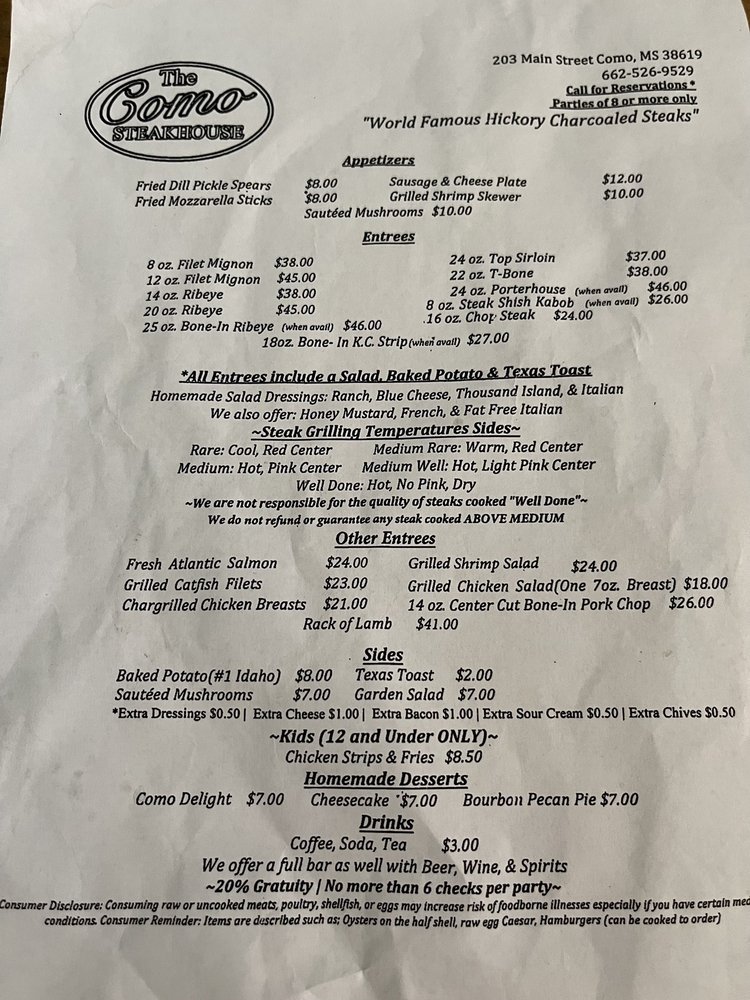 The
Como
STEAKHOUSE
203 Main Street Como, MS 38619
662-526-9529
Call for Reservations*
Parties of 8 or more only
"World Famous Hickory Charcoaled Steaks"
Appetizers
Fried Dill Pickle Spears $8.00 Sausage & Cheese Plate $12.00
Fried Mozzarella Sticks $8.00 Grilled Shrimp Skewer $10.00
Sautéed Mushrooms $10.00
Entrees
8 oz. Filet Mignon $38.00 24 oz. Top Sirloin $37.00
12 oz. Filet Mignon $45.00 22 oz. T-Bone $38.00
14 oz. Ribeye $38.00 24 oz. Porterhouse (when avail) $46.00
20 oz. Ribeye $45.00 8 oz. Steak Shish Kabob (when avail) $26.00
25 oz. Bone-In Ribeye (when avail) $46.00 16 oz. Chop Steak $24.00
18oz. Bone- In K.C. Strip(when avail) $27.00
*All Entrees include a Salad, Baked Potato & Texas Toast
Homemade Salad Dressings: Ranch, Blue Cheese, Thousand Island, & Italian
We also offer: Honey Mustard, French, & Fat Free Italian
~Steak Grilling Temperatures Sides~
Rare: Cool, Red Center Medium Rare: Warm, Red Center
Medium: Hot, Pink Center Medium Well: Hot, Light Pink Center
Well Done: Hot, No Pink, Dry
~We are not responsible for the quality of steaks cooked "Well Done"~
We do not refund or guarantee any steak cooked ABOVE MEDIUM
Other Entrees
Fresh Atlantic Salmon $24.00 Grilled Shrimp Salad $24.00
Grilled Catfish Filets $23.00 Grilled Chicken Salad(One 7oz. Breast) $18.00
Chargrilled Chicken Breasts $21.00 14 oz. Center Cut Bone-In Pork Chop $26.00
Rack of Lamb $41.00
Sides
Baked Potato(#1 Idaho) $8.00 Texas Toast $2.00
Sautéed Mushrooms $7.00 Garden Salad $7.00
*Extra Dressings $0.50 | Extra Cheese $1.00 | Extra Bacon $1.00 | Extra Sour Cream $0.50 | Extra Chives $0.50
~Kids (12 and Under ONLY)~
Chicken Strips & Fries $8.50
Homemade Desserts
Como Delight $7.00 Cheesecake $7.00 Bourbon Pecan Pie $7.00
Drinks
Coffee, Soda, Tea $3.00
We offer a full bar as well with Beer, Wine, & Spirits
~20% Gratuity | No more than 6 checks per party~
Consumer Disclosure: Consuming raw or uncooked meats, poultry, shellfish, or eggs may increase risk of foodborne illnesses especially if you have certain
conditions. Consumer Reminder: Items are described such as; Oysters on the half shell, raw egg Caesar, Hamburgers (can be cooked to order)